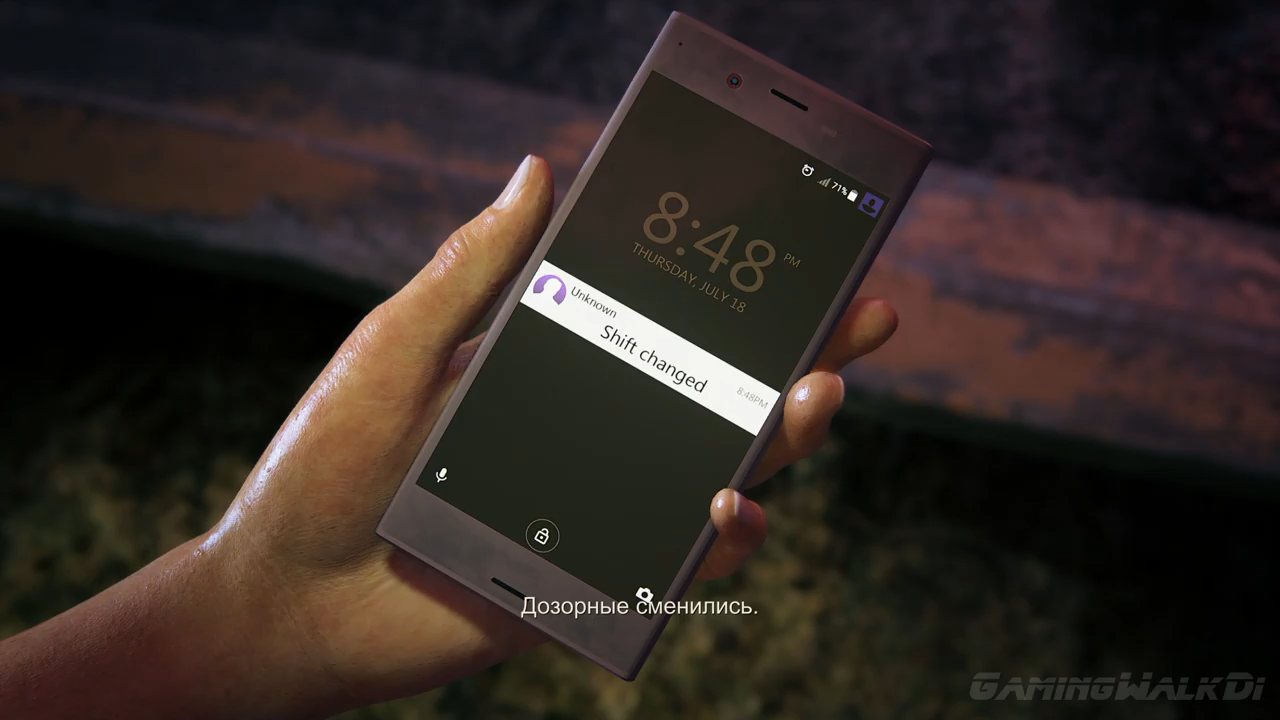 71%
8:48 PM
THURSDAY, JULY 18
Unknown
Shift changed
8:48PM
Дозорные сменились.
GAMINGWALKDI